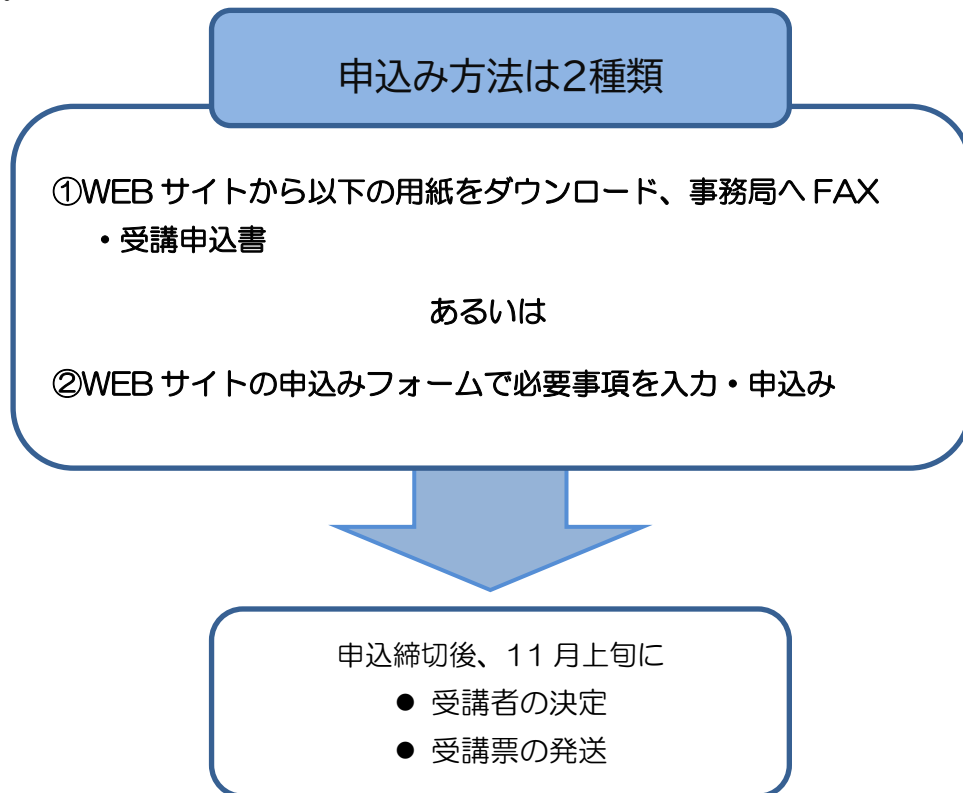 申込み方法は2種類
①WEB サイトから以下の用紙をダウンロード、事務局へ FAX
・受講申込書
あるいは
②WEB サイトの申込みフォームで必要事項を入力・申込み
申込締切後、11 月上旬に
● 受講者の決定
● 受講票の発送